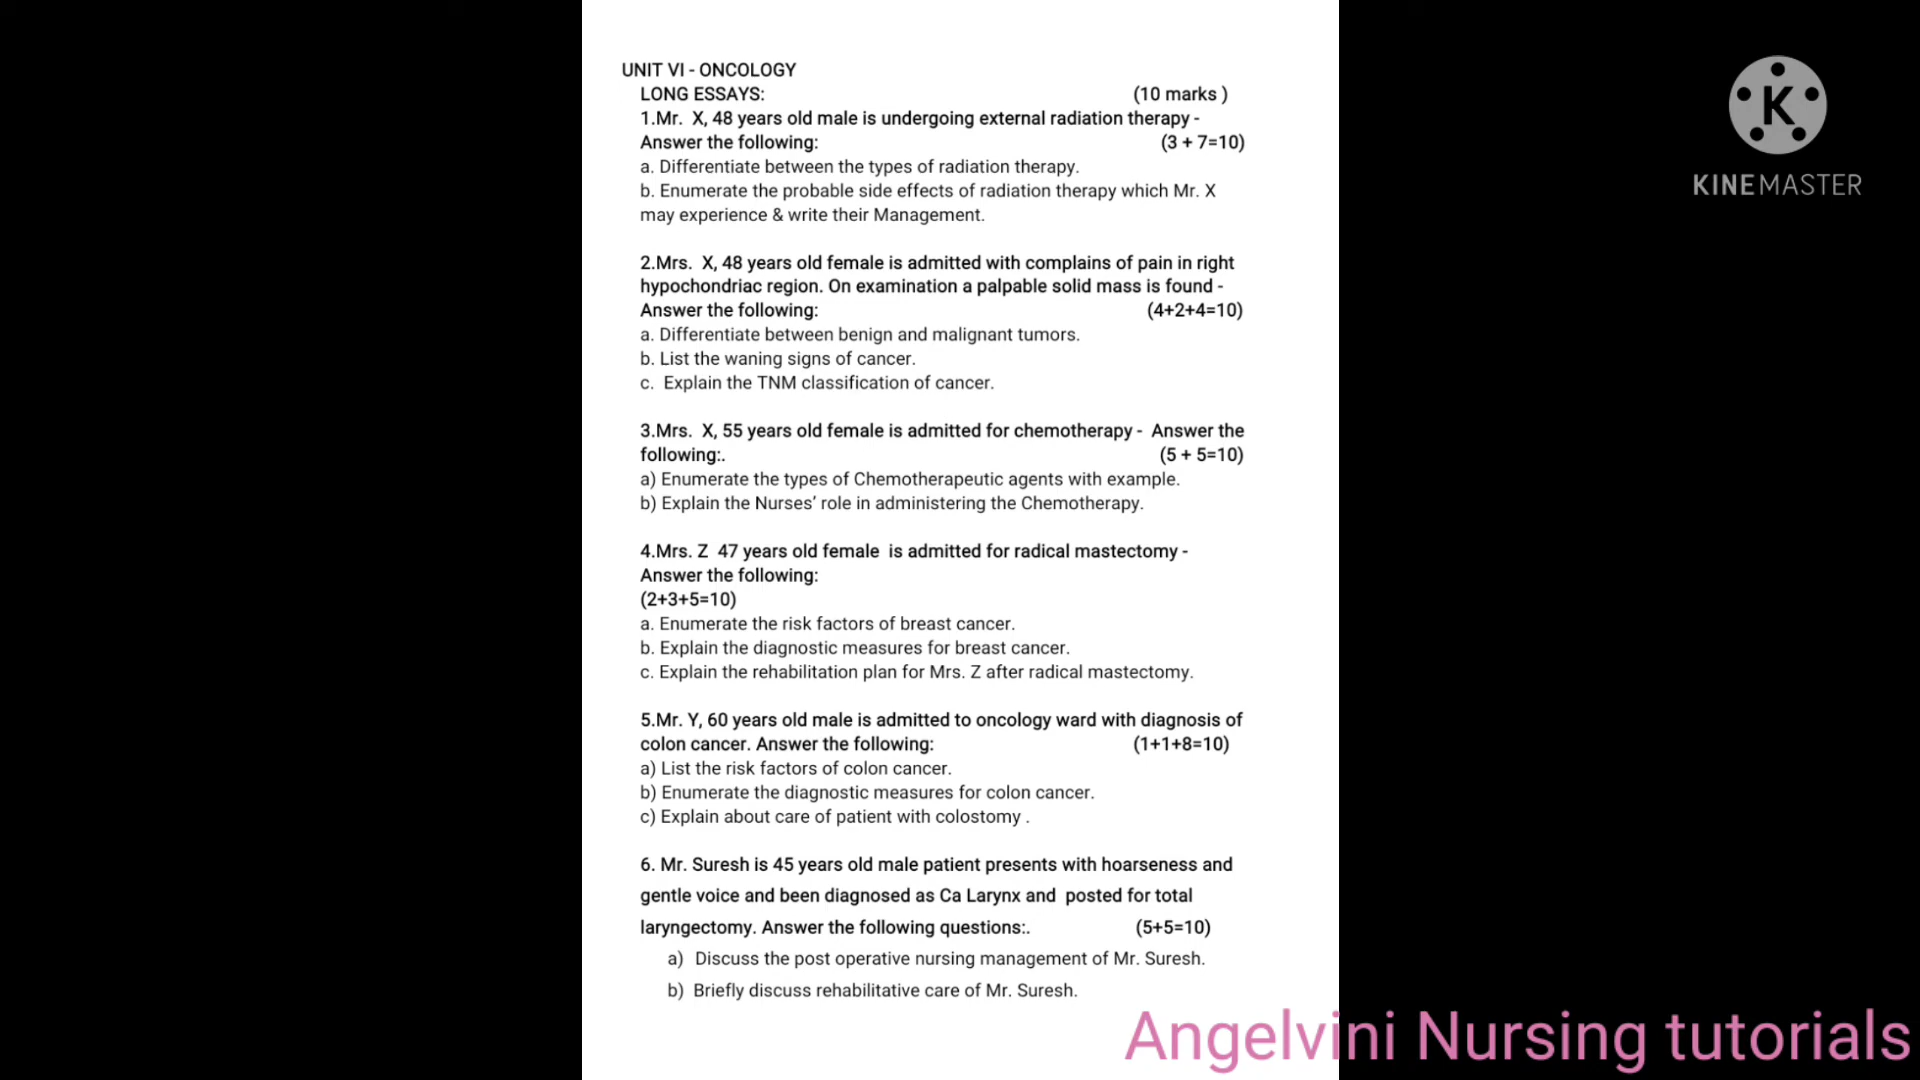 UNIT VI - ONCOLOGY
LONG ESSAYS: (10 marks )
1.Mr. X, 48 years old male is undergoing external radiation therapy -
Answer the following: (3 + 7=10)
a. Differentiate between the types of radiation therapy.
b. Enumerate the probable side effects of radiation therapy which Mr. X
may experience & write their Management.
2.Mrs. X, 48 years old female is admitted with complains of pain in right
hypochondriac region. On examination a palpable solid mass is found -
Answer the following: (4+2+4=10)
a. Differentiate between benign and malignant tumors.
b. List the waning signs of cancer.
c. Explain the TNM classification of cancer.
3.Mrs. X, 55 years old female is admitted for chemotherapy - Answer the
following:. (5 + 5=10)
a) Enumerate the types of Chemotherapeutic agents with example.
b) Explain the Nurses’ role in administering the Chemotherapy.
4.Mrs. Z 47 years old female is admitted for radical mastectomy -
Answer the following:
(2+3+5=10)
a. Enumerate the risk factors of breast cancer.
b. Explain the diagnostic measures for breast cancer.
c. Explain the rehabilitation plan for Mrs. Z after radical mastectomy.
5.Mr. Y, 60 years old male is admitted to oncology ward with diagnosis of
colon cancer. Answer the following: (1+1+8=10)
a) List the risk factors of colon cancer.
b) Enumerate the diagnostic measures for colon cancer.
c) Explain about care of patient with colostomy .
6. Mr. Suresh is 45 years old male patient presents with hoarseness and
gentle voice and been diagnosed as Ca Larynx and posted for total
laryngectomy. Answer the following questions:. (5+5=10)
a) Discuss the post operative nursing management of Mr. Suresh.
b) Briefly discuss rehabilitative care of Mr. Suresh.
K
KINEMASTER
Angelvini Nursing tutorials